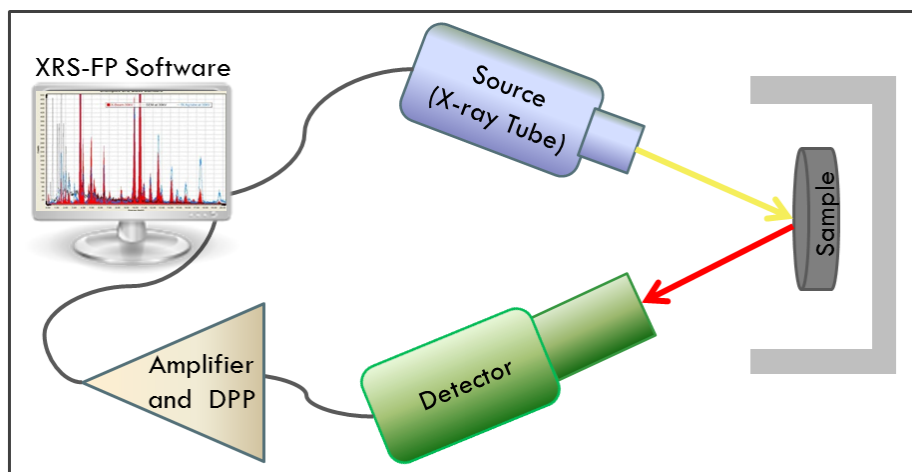 XRS-FP Software
Source
(X-ray Tube)
Sample
Amplifier
and DPP
Detector